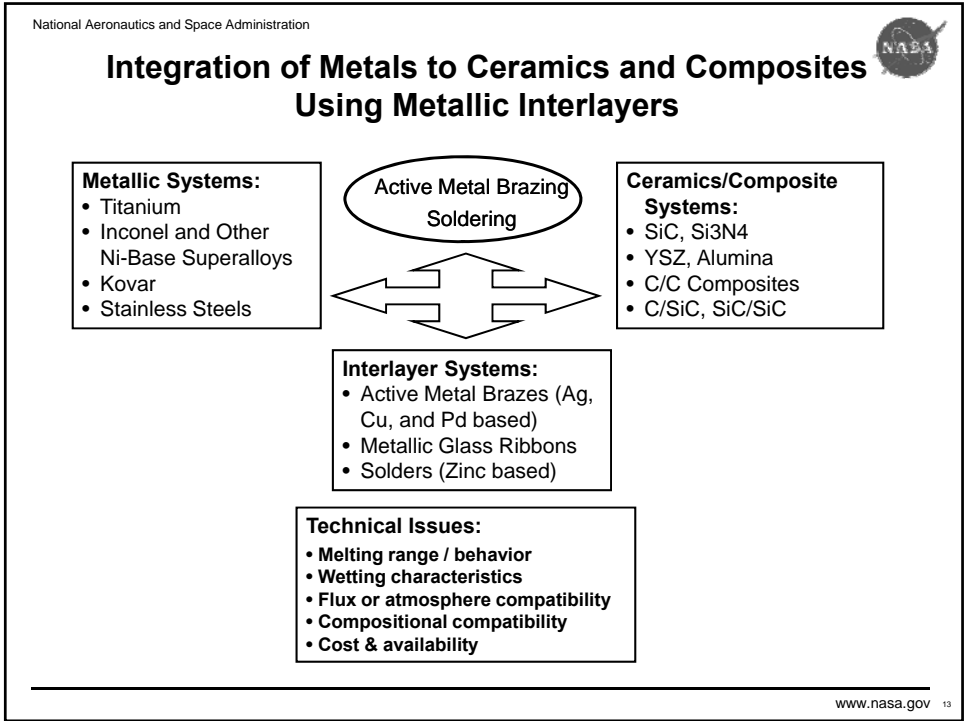 National Aeronautics and Space Administration
NASA
Integration of Metals to Ceramics and Composites
Using Metallic Interlayers
Metallic Systems:
• Titanium
• Inconel and Other
Ni-Base Superalloys
• Kovar
• Stainless Steels
Active Metal Brazing
Soldering
Ceramics/Composite
Systems:
• SiC, Si3N4
• YSZ, Alumina
• C/C Composites
• C/SiC, SiC/SiC
Interlayer Systems:
• Active Metal Brazes (Ag,
Cu, and Pd based)
• Metallic Glass Ribbons
• Solders (Zinc based)
Technical Issues:
• Melting range / behavior
• Wetting characteristics
• Flux or atmosphere compatibility
• Compositional compatibility
• Cost & availability
www.nasa.gov 13